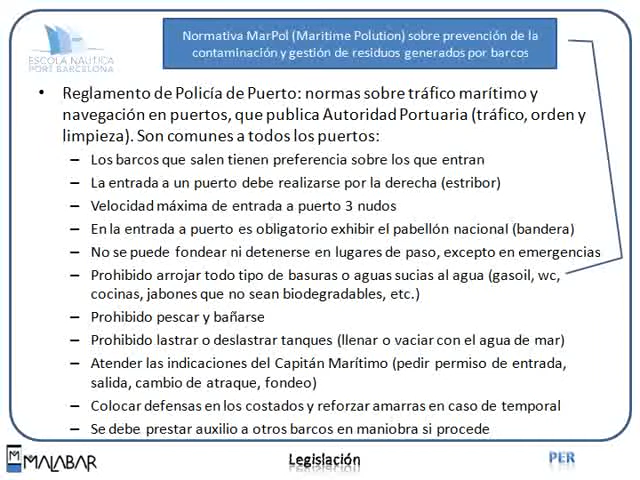 Normativa MarPol (Maritime Polution) sobre prevención de la
contaminación y gestión de residuos generados por barcos
ESCOLA NÀUTICA
PORT BARCELONA
• Reglamento de Policía de Puerto: normas sobre tráfico marítimo y
navegación en puertos, que publica Autoridad Portuaria (tráfico, orden y
limpieza). Son comunes a todos los puertos:
– Los barcos que salen tienen preferencia sobre los que entran
– La entrada a un puerto debe realizarse por la derecha (estribor)
– Velocidad máxima de entrada a puerto 3 nudos
– En la entrada a puerto es obligatorio exhibir el pabellón nacional (bandera)
– No se puede fondear ni detenerse en lugares de paso, excepto en emergencias
– Prohibido arrojar todo tipo de basuras o aguas sucias al agua (gasoil, wc,
cocinas, jabones que no sean biodegradables, etc.)
– Prohibido pescar y bañarse
– Prohibido lastrar o deslastrar tanques (llenar o vaciar con el agua de mar)
– Atender las indicaciones del Capitán Marítimo (pedir permiso de entrada,
salida, cambio de atraque, fondeo)
– Colocar defensas en los costados y reforzar amarras en caso de temporal
– Se debe prestar auxilio a otros barcos en maniobra si procede
M MALABAR
Legislación
PER